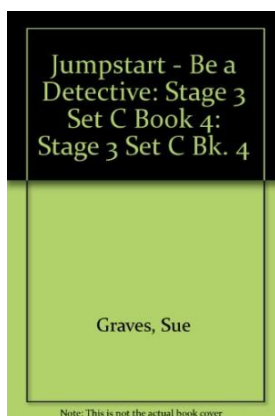 Jumpstart - Be a
Detective: Stage 3
Set C Book 4:
Stage 3 Set C Bk. 4
Graves, Sue
Note: This is not the actual book cover